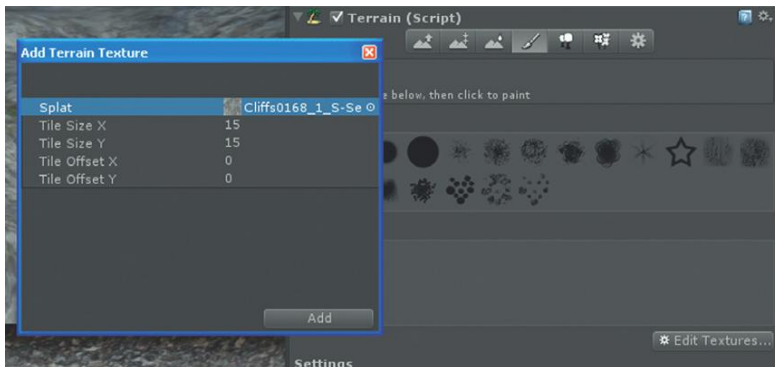 Terrain (Script)
Add Terrain Texture
Splat Cliffs0168_1_S-Se
Tile Size X 15
Tile Size Y 15
Tile Offset X 0
Tile Offset Y 0
e below, then click to paint
Add
Edit Textures...
Settings